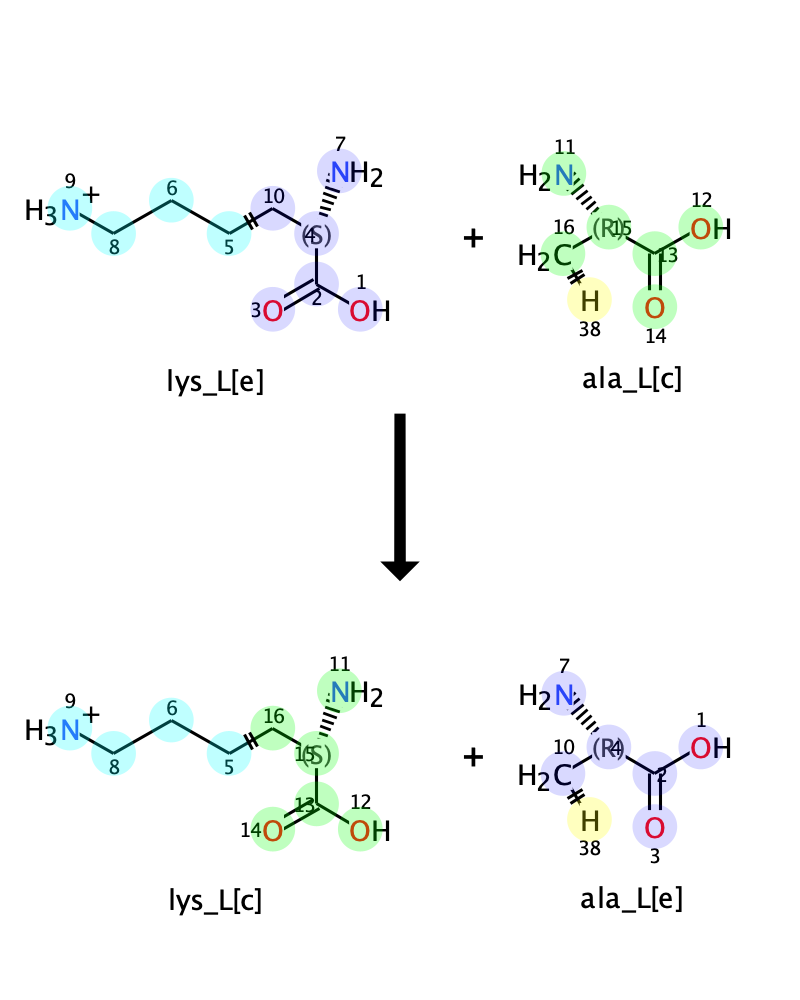 7
9 + 6 10 NH2 11 H2N 12
H3N 8 5 4 (S) + 16 (R) 15 OH
1 H2C 13
3 O 2 OH H O
38 14
lys_L[e] ala_L[c]
11 7
9 + 6 16 NH2 H2N 1
H3N 8 5 15 (S) + 10 (R) 4 OH
13 12 H2C 2
14 O OH H O
38 3
lys_L[c] ala_L[e]